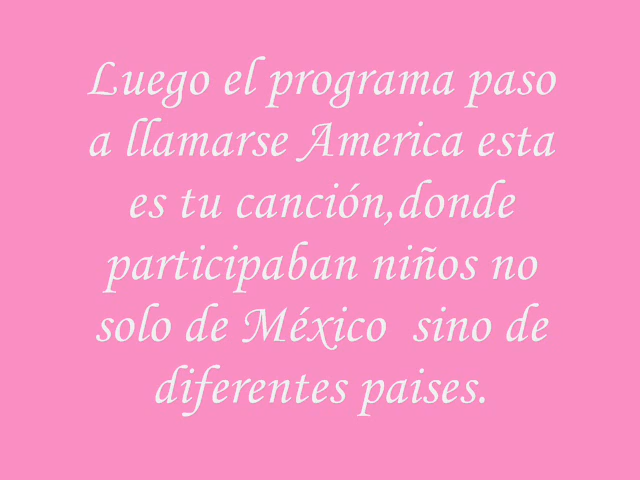 Luego el programa paso
a llamarse America esta
es tu canción,donde
participaban niños no
solo de México  sino de
diferentes paises.